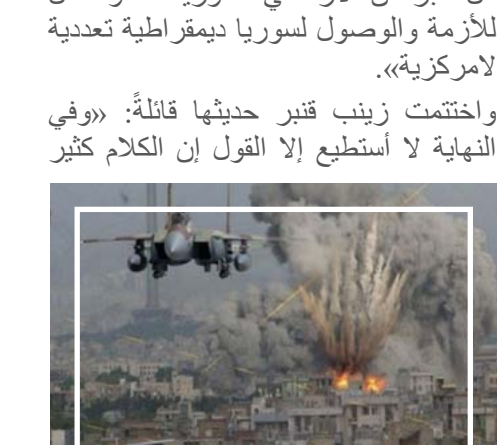 للأزمة والوصول لسوريا ديمقراطية تعددية
لامركزية».
واختتمت زينب قنبر حديثها قائلةً: «وفي
النهاية لا أستطيع إلا القول إن الكلام كثير